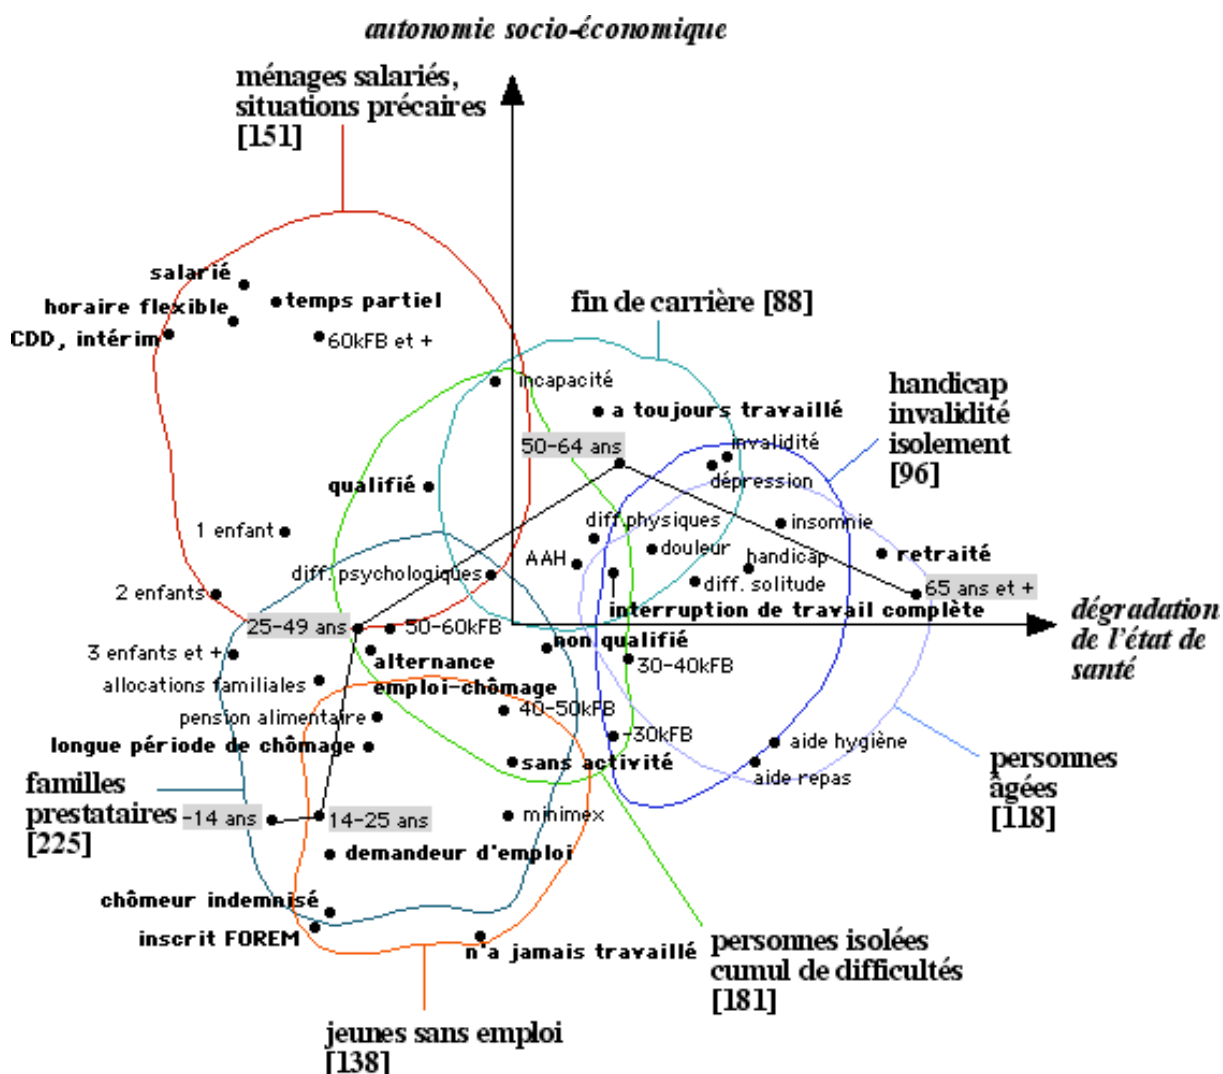 autonomie socio-économique
ménages salariés,
situations précaires
[151]
salarié
horaire flexible
temps partiel
CDD, intérim
60kFB et +
fin de carrière [88]
incapacité
a toujours travaillé
handicap
invalidité
isolement
[96]
50-64 ans
invalidité
dépression
qualifié
1 enfant
diff.physiques
insomnie
douleur
retraité
AAH
handicap
diff. psychologiques
diff. solitude
2 enfants
65 ans et +
interruption de travail complète
dégradation
de l'état de
santé
25-49 ans
50-60kFB
non qualifié
3 enfants et +
alternance
emploi-chômage
30-40kFB
allocations familiales
pension alimentaire
40-50kFB
longue période de chômage
-30kFB
aide hygiène
sans activité
aide repas
personnes
âgées
[118]
familles
prestataires
[225]
-14 ans
14-25 ans
minimex
demandeur d'emploi
chômeur indemnisé
inscrit FOREM
n'a jamais travaillé
personnes isolées
cumul de difficultés
[181]
jeunes sans emploi
[138]